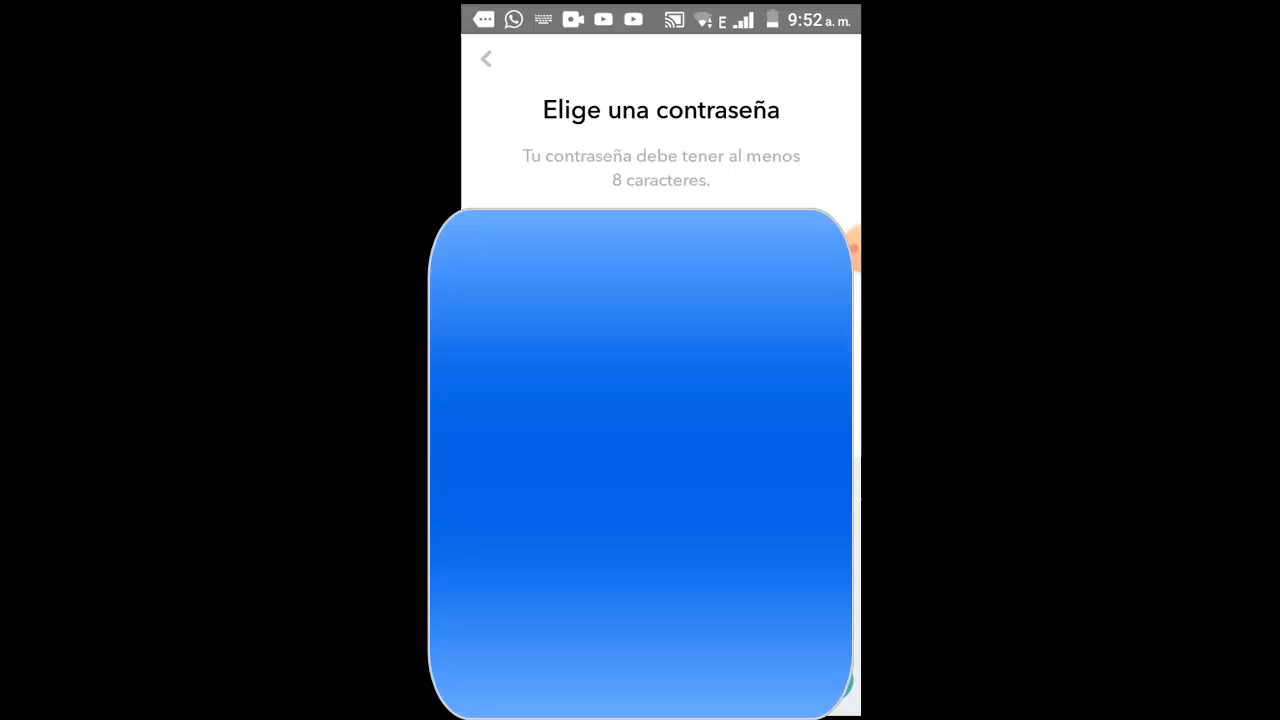 E 9:52 a. m.
Elige una contraseña
Tu contraseña debe tener al menos
8 caracteres.